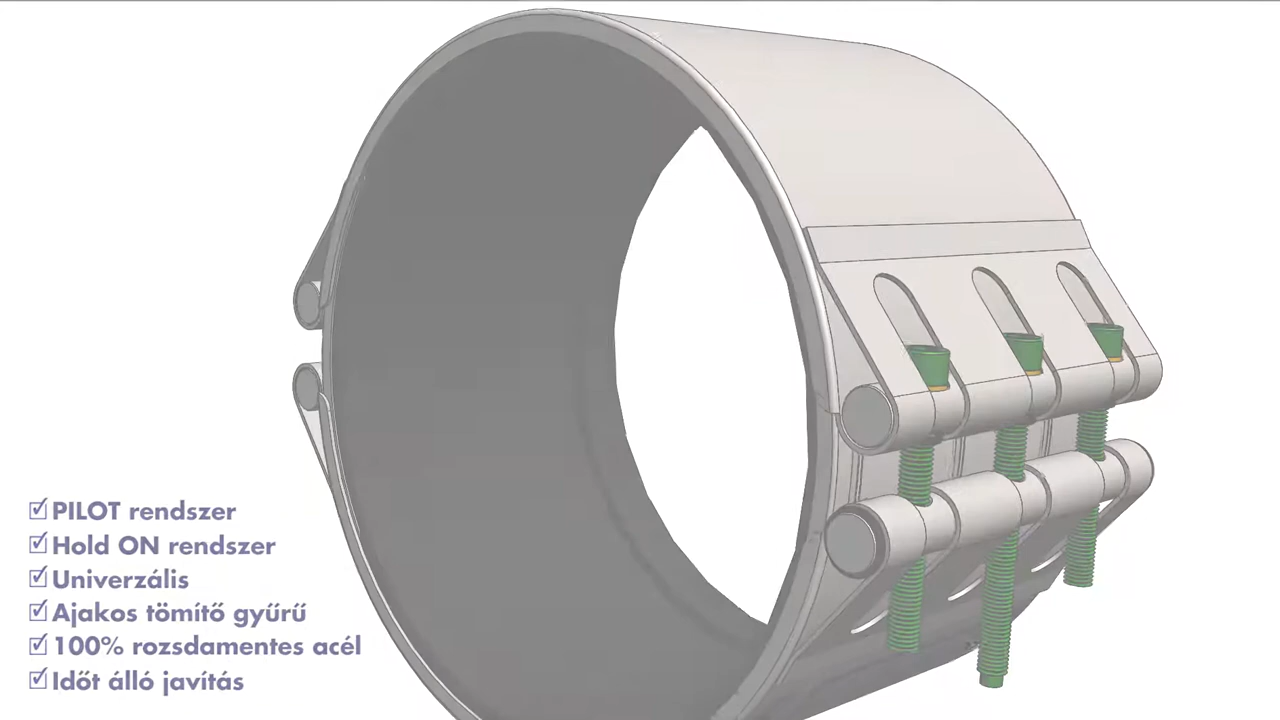 ☑ PILOT rendszer
☑ Hold ON rendszer
☑ Univerzális
☑ Ajakos tömítő gyűrű
☑ 100% rozsdamentes acél
☑ Időt álló javítás